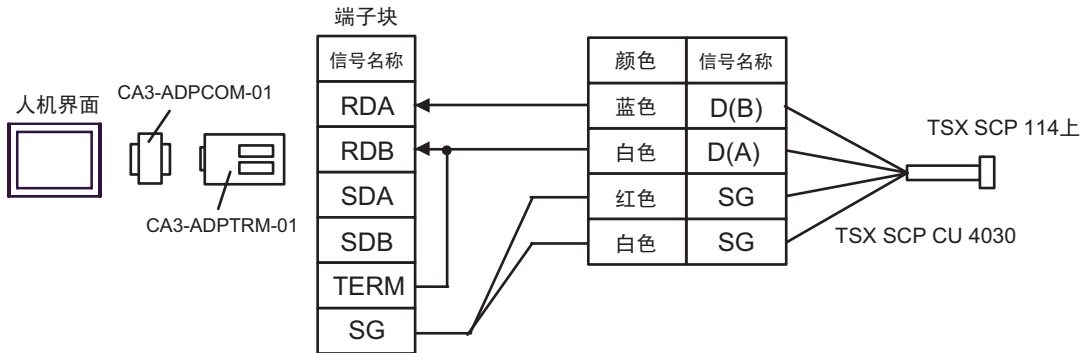 人机界面
CA3-ADPCOM-01
CA3-ADPTRM-01
端子块
信号名称
RDA
RDB
SDA
SDB
TERM
SG
颜色 信号名称
蓝色 D(B)
白色 D(A)
红色 SG
白色 SG
TSX SCP 114上
TSX SCP CU 4030